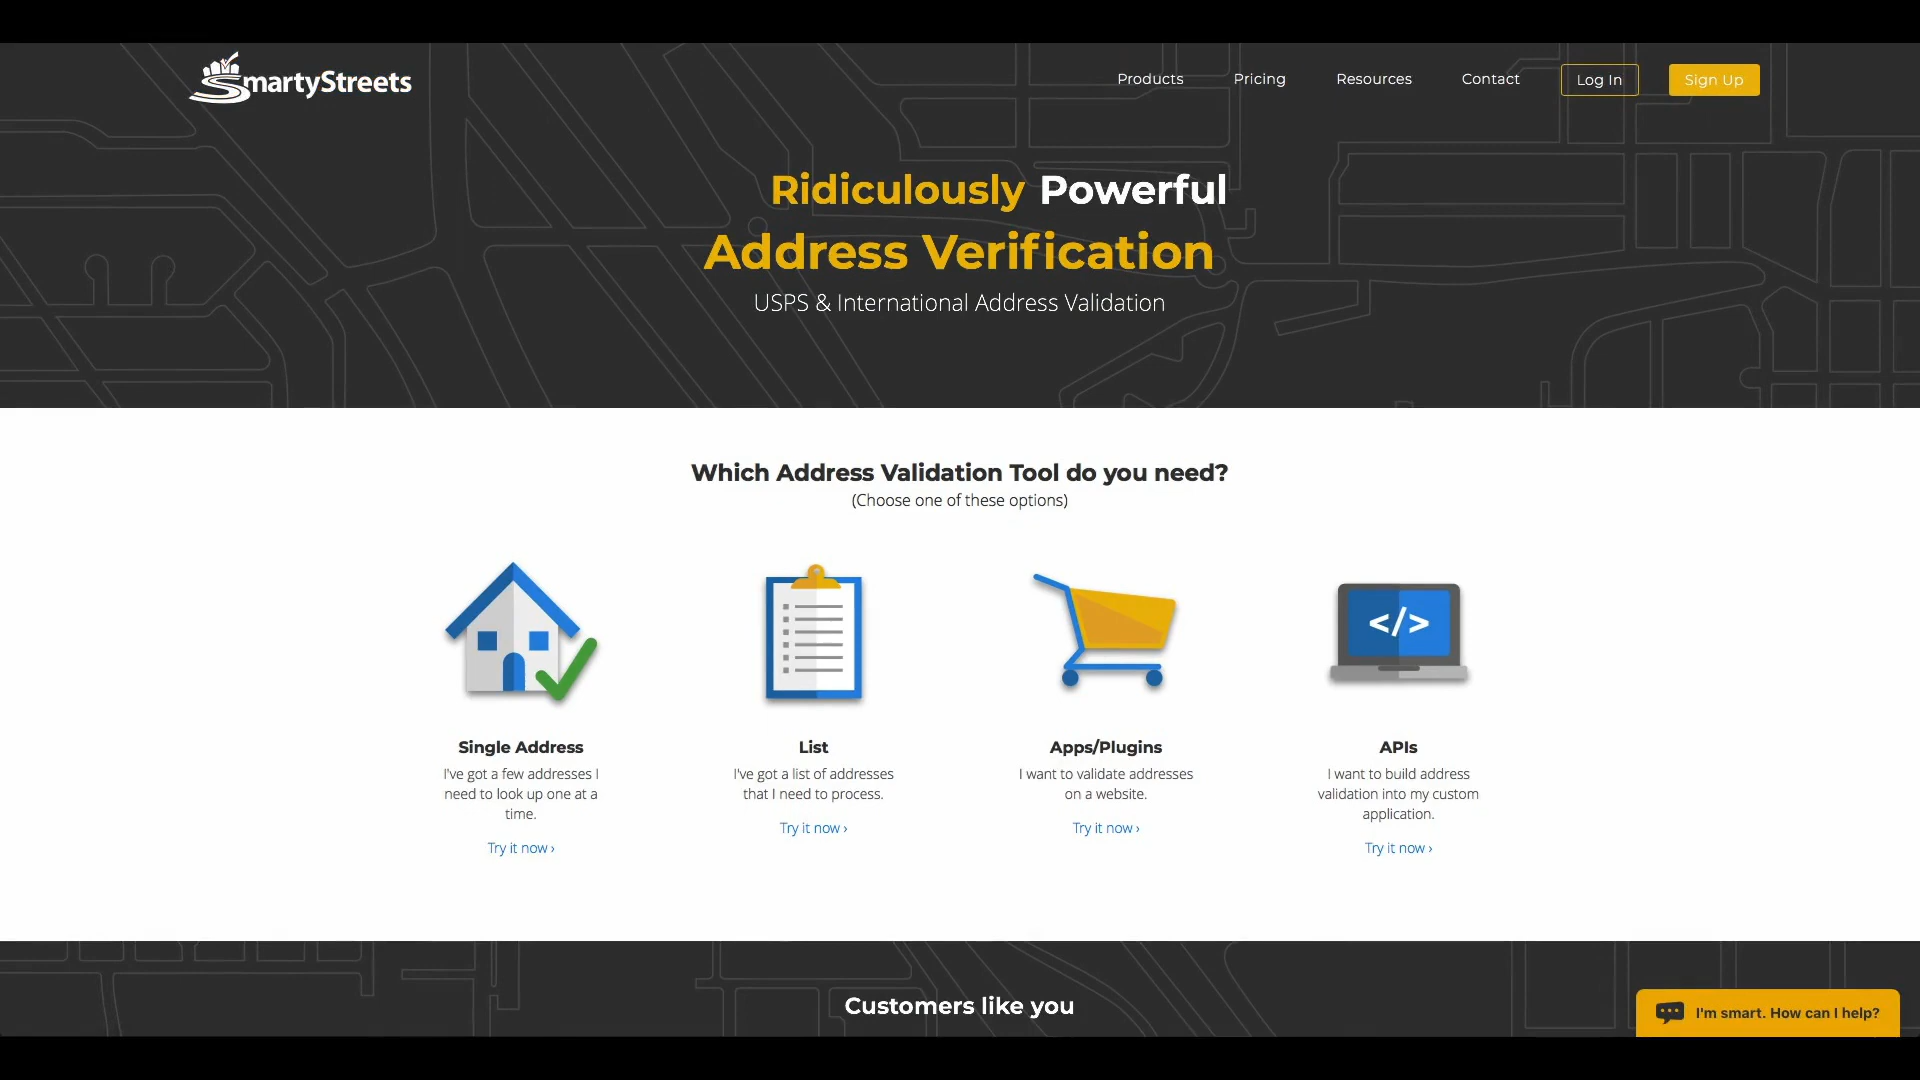 SmartyStreets
Products
Pricing
Resources
Contact
Log In
Sign Up
Ridiculously Powerful
Address Verification
USPS & International Address Validation
Which Address Validation Tool do you need?
(Choose one of these options)
Single Address
I've got a few addresses I
need to look up one at a
time.
Try it now ›
List
I've got a list of addresses
that I need to process.
Try it now ›
Apps/Plugins
I want to validate addresses
on a website.
Try it now ›
</>
APIs
I want to build address
validation into my custom
application.
Try it now ›
Customers like you
I'm smart. How can I help?